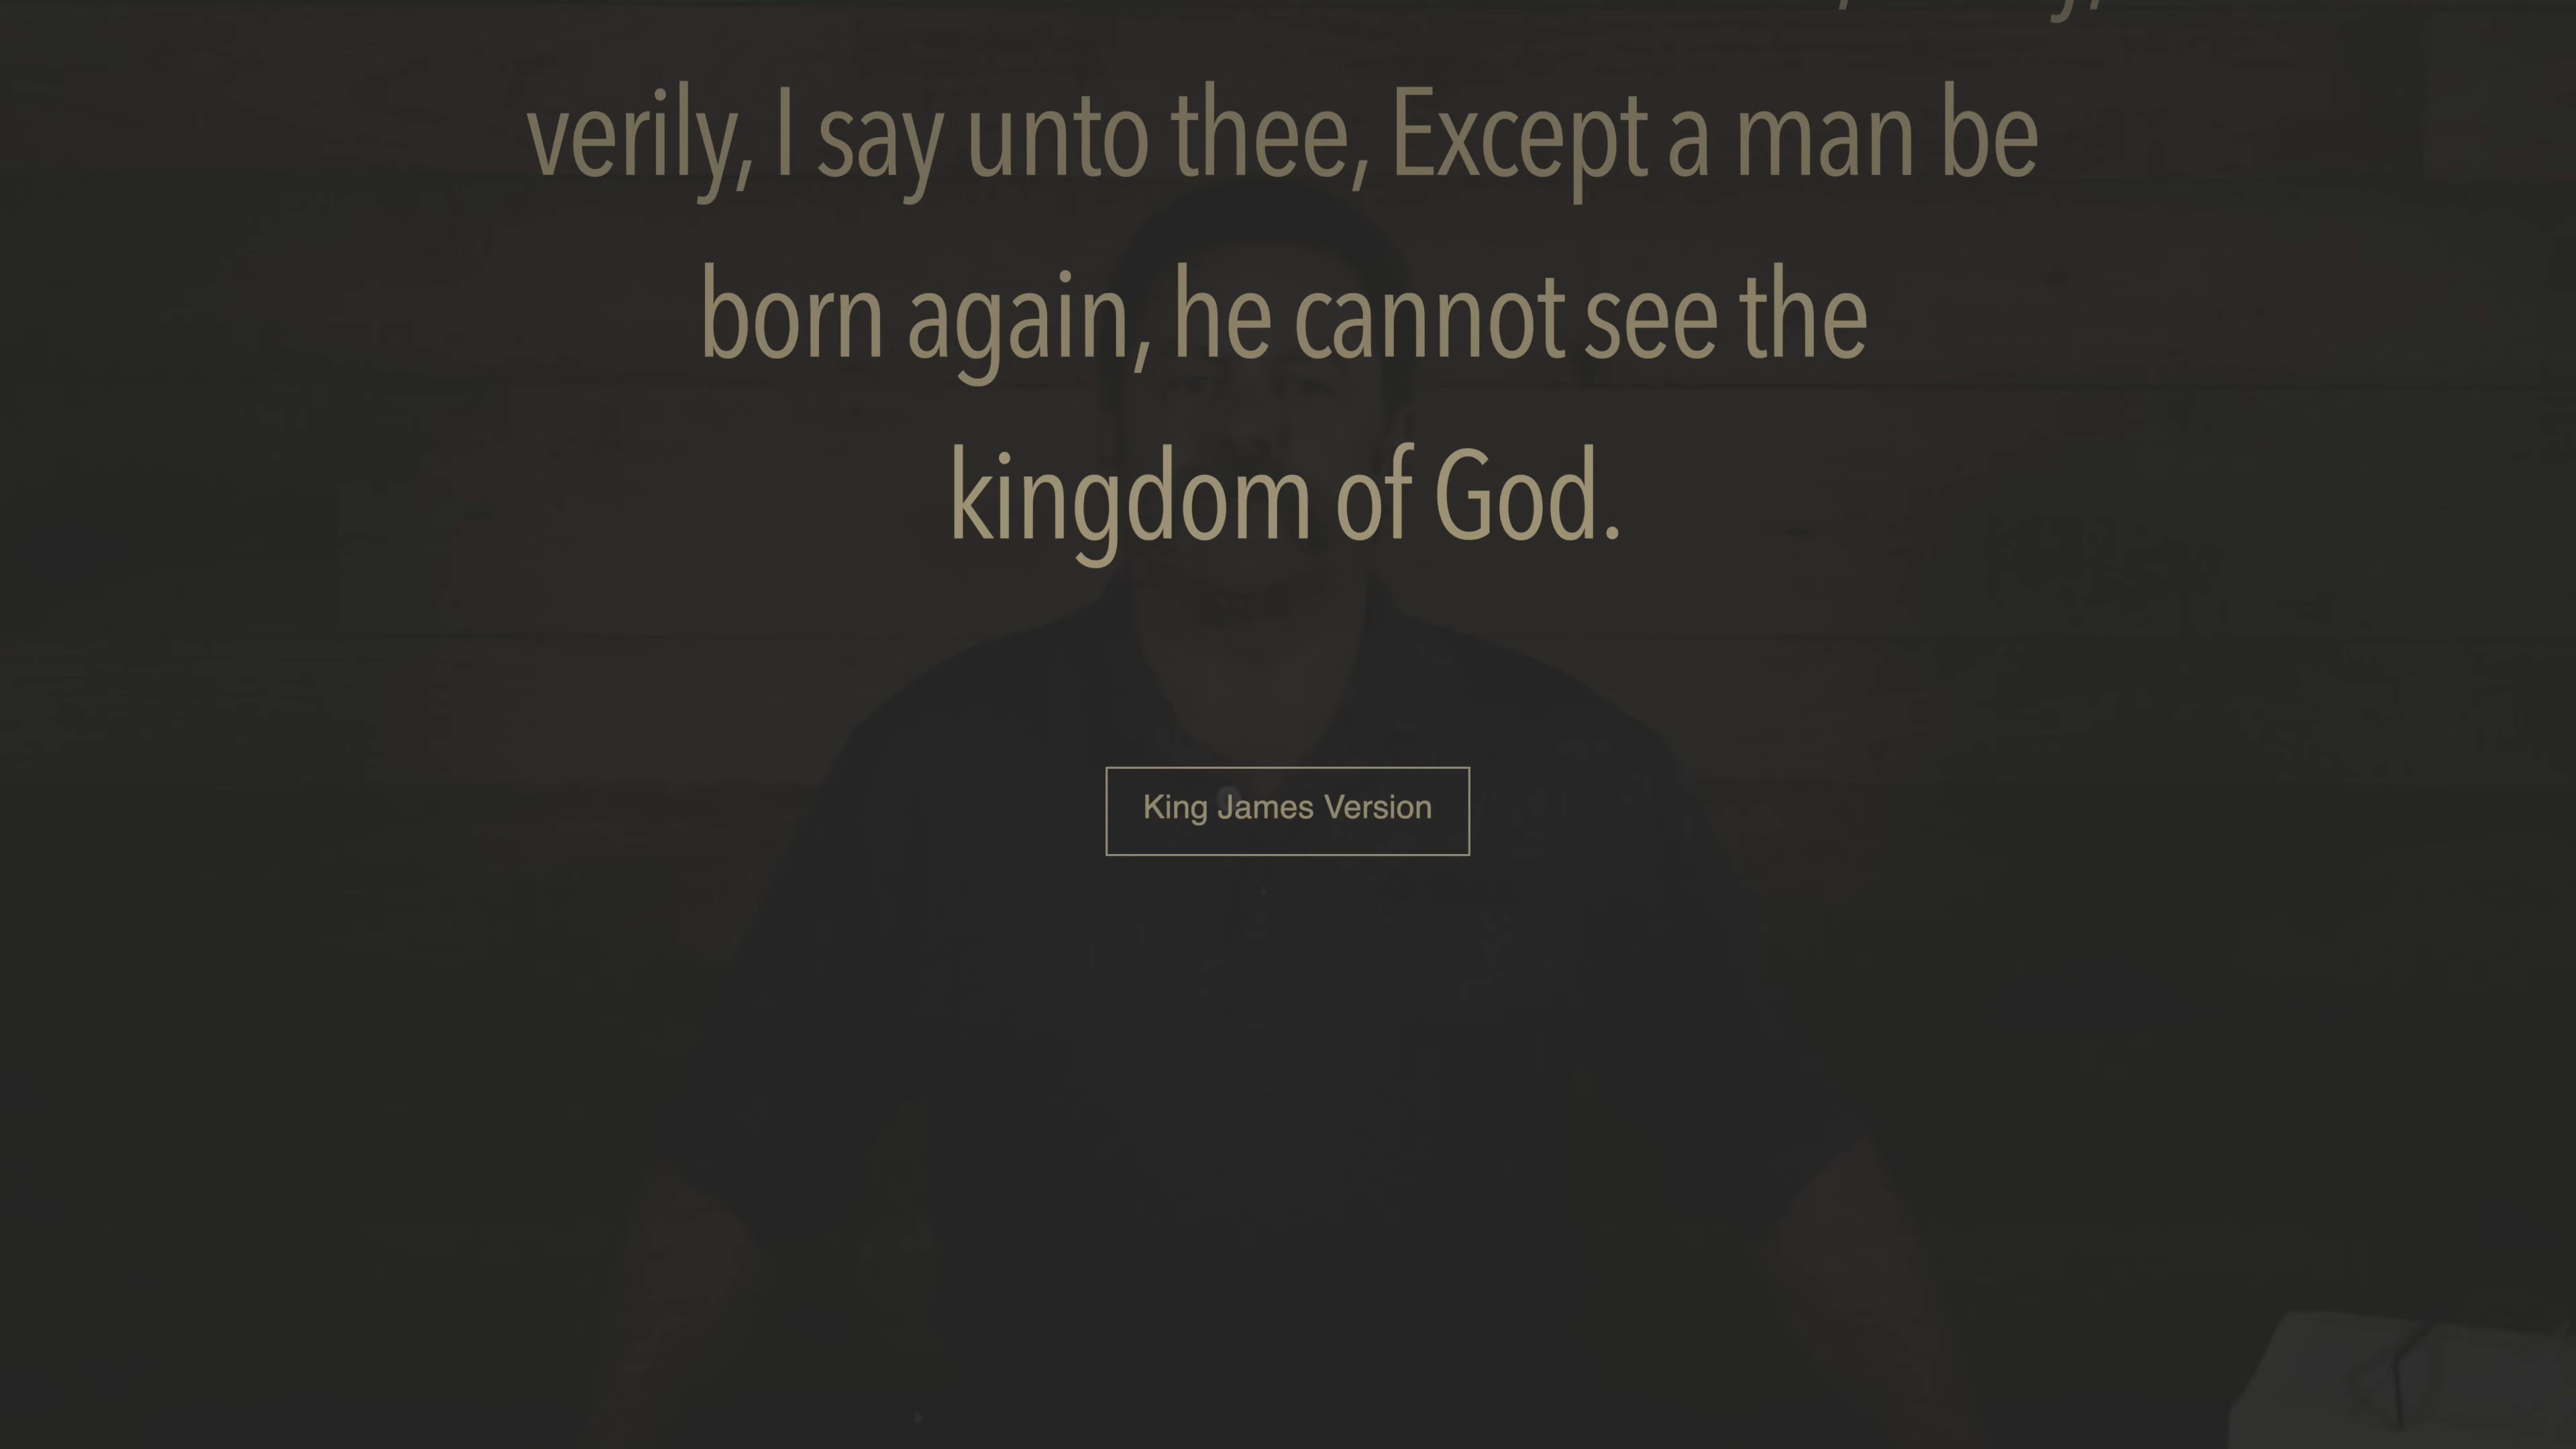 verily, I say unto thee, Except a man be
born again, he cannot see the
kingdom of God.
King James Version